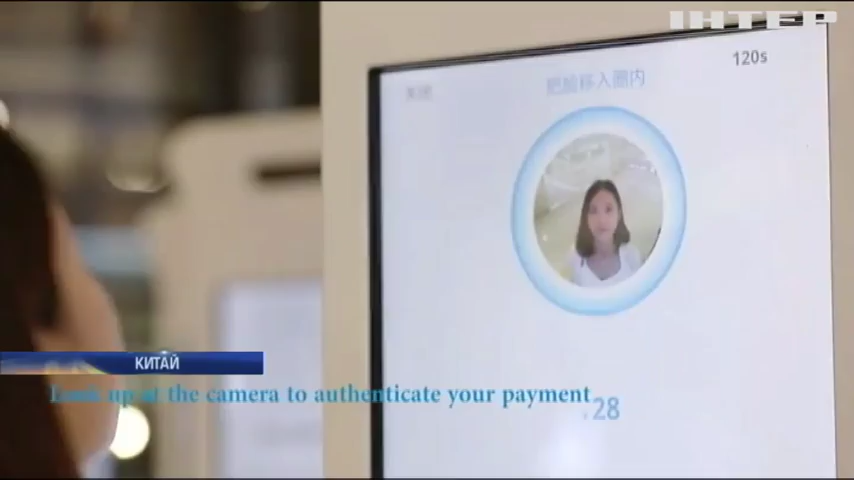 ІНТЕР
120s
把脸移入圈内
КИТАЙ
Look up at the camera to authenticate your payment
28